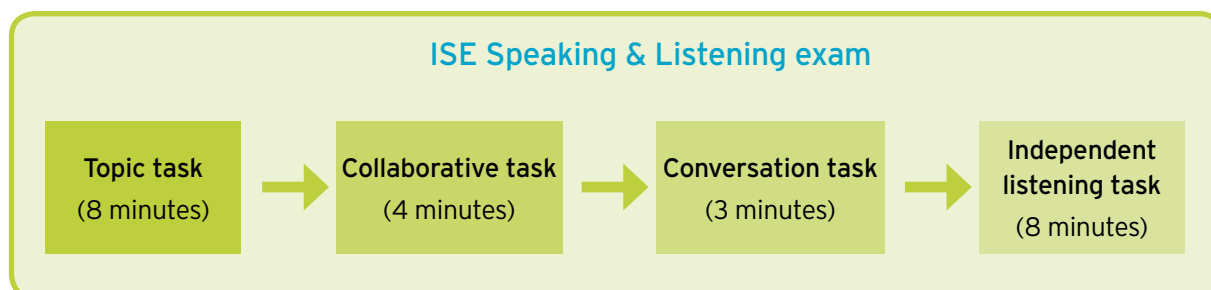 ISE Speaking & Listening exam
Topic task
(8 minutes)
Collaborative task
(4 minutes)
Conversation task
(3 minutes)
Independent
listening task
(8 minutes)